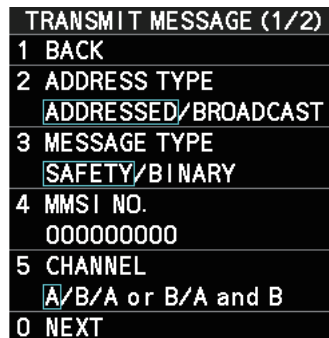 TRANSMIT MESSAGE (1/2)
1 BACK
2 ADDRESS TYPE
ADDRESSED/BROADCAST
3 MESSAGE TYPE
SAFETY/BINARY
4 MMSI NO.
000000000
5 CHANNEL
A/B/A or B/A and B
0 NEXT